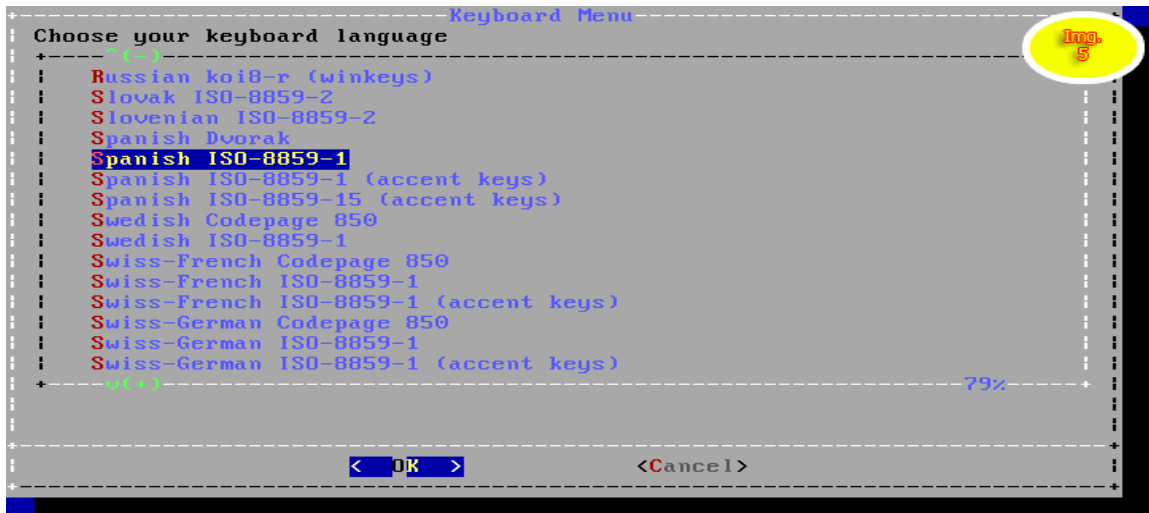 Keyboard Menu
Choose your keyboard language
Img.
5
^(-)
Russian koi8-r (winkeys)
Slovak ISO-8859-2
Slovenian ISO-8859-2
Spanish Dvorak
Spanish ISO-8859-1
Spanish ISO-8859-1 (accent keys)
Spanish ISO-8859-15 (accent keys)
Swedish Codepage 850
Swedish ISO-8859-1
Swiss-French Codepage 850
Swiss-French ISO-8859-1
Swiss-French ISO-8859-1 (accent keys)
Swiss-German Codepage 850
Swiss-German ISO-8859-1
Swiss-German ISO-8859-1 (accent keys)
v(+) 79%
< OK > <Cancel>